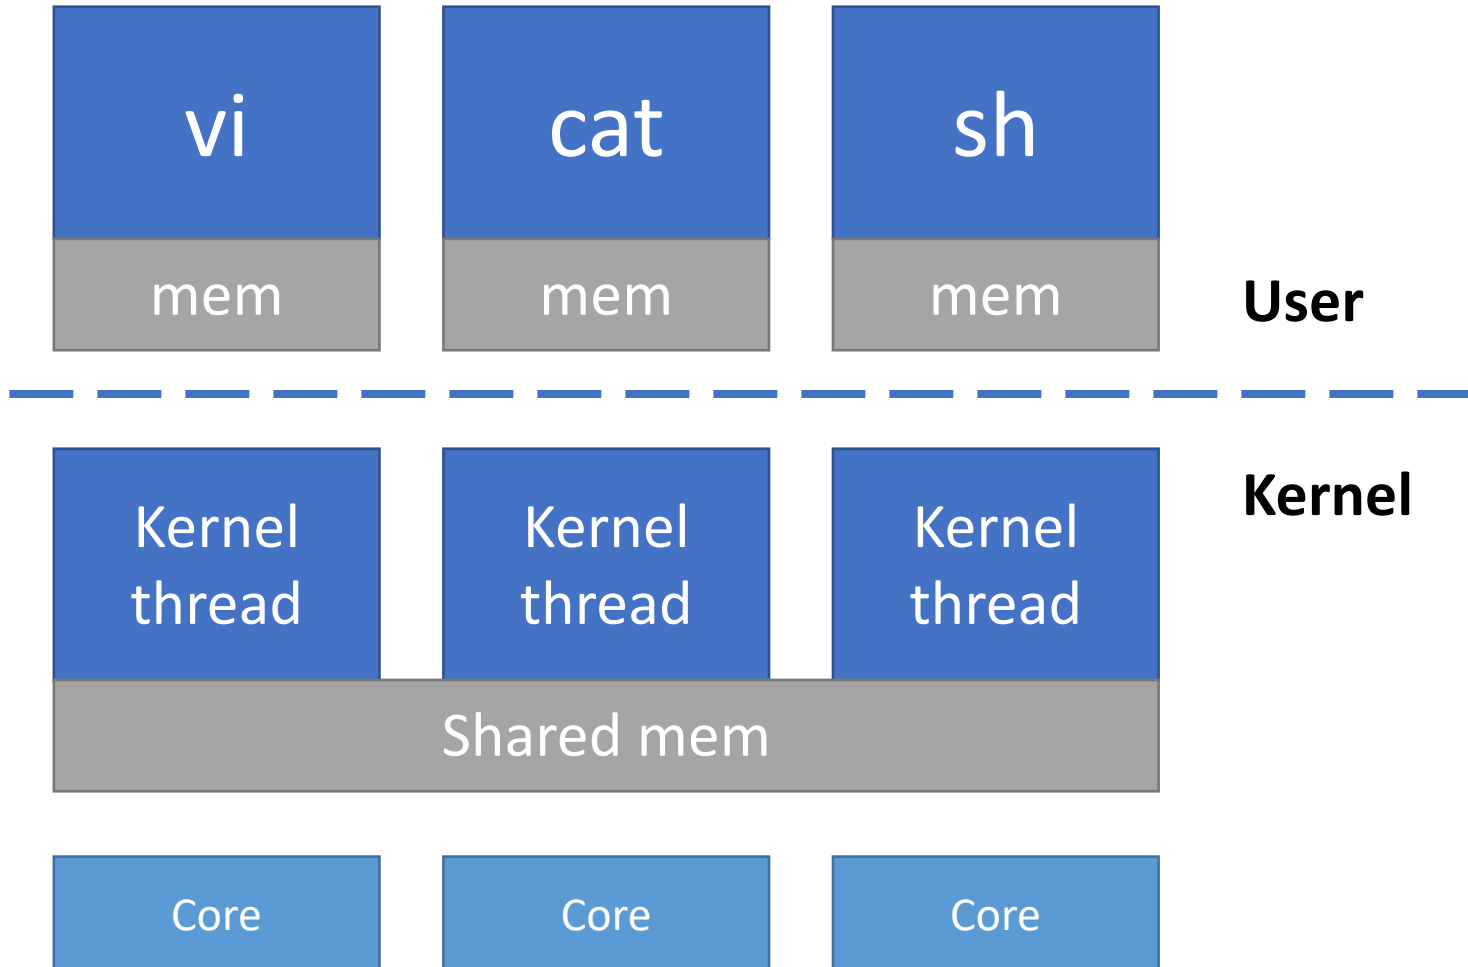 vi
cat
sh
mem
mem
mem
User
Kernel
thread
Kernel
thread
Kernel
thread
Kernel
Shared mem
Core
Core
Core